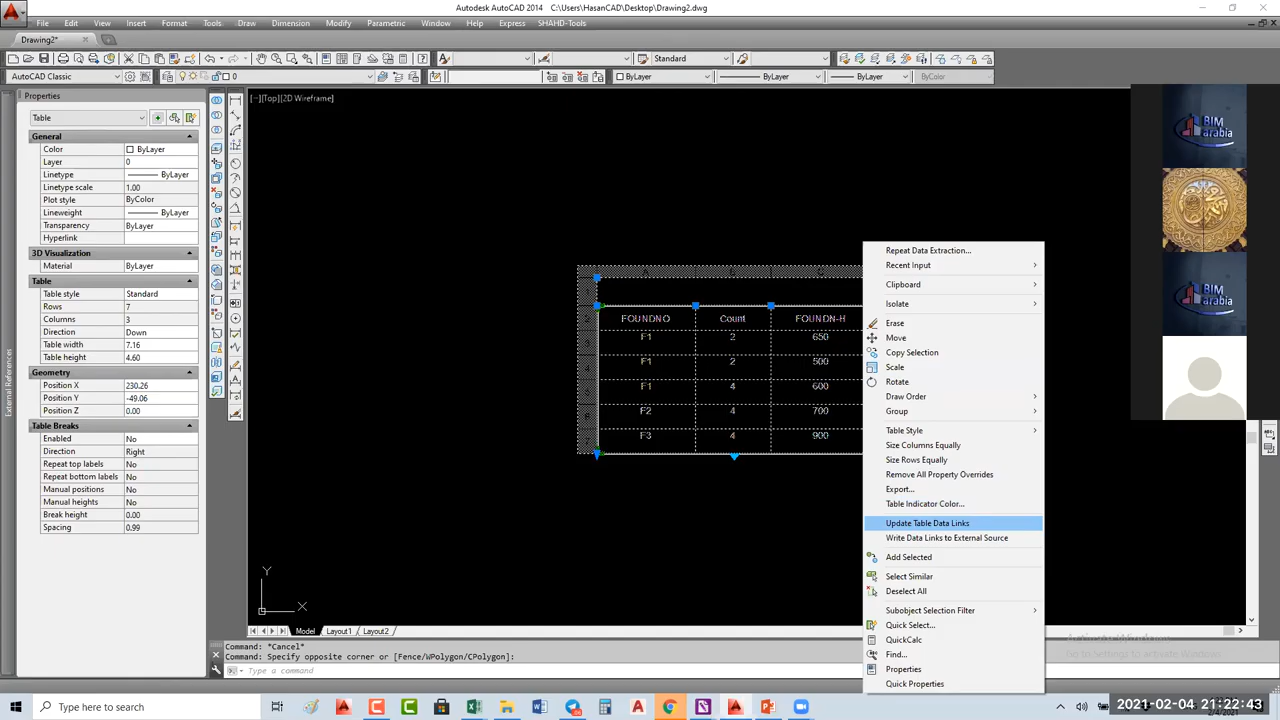 Autodesk AutoCAD 2014 C:\Users\HasanCAD\Desktop\Drawing2.dwg
File Edit View Insert Format Tools Draw Dimension Modify Parametric Window Help Express SHAHD-Tools
Drawing2*
Standard
AutoCAD Classic 0 ByLayer ByLayer ByLayer ByColor
Properties
[−][Top][2D Wireframe]
Table
General
Color ByLayer
Layer 0
Linetype ByLayer
Linetype scale 1.00
Plot style ByColor
Lineweight ByLayer
Transparency ByLayer
Hyperlink
3D Visualization
Material ByLayer
Table
Table style Standard
Rows 7
Columns 3
Direction Down
Table width 7.16
Table height 4.60
Geometry
Position X 230.26
Position Y -49.06
Position Z 0.00
Table Breaks
Enabled No
Direction Right
Repeat top labels No
Repeat bottom labels No
Manual positions No
Manual heights No
Break height 0.00
Spacing 0.99
External References
FOUNDNO Count FOUNDN-H
F1 2 650
F1 2 500
F1 4 600
F2 4 700
F3 4 900
Repeat Data Extraction...
Recent Input
Clipboard
Isolate
Erase
Move
Copy Selection
Scale
Rotate
Draw Order
Group
Table Style
Size Columns Equally
Size Rows Equally
Remove All Property Overrides
Export...
Table Indicator Color...
Update Table Data Links
Write Data Links to External Source
Add Selected
Select Similar
Deselect All
Subobject Selection Filter
Quick Select...
QuickCalc
Find...
Properties
Quick Properties
BIM arabia
BIM arabia
Y
X
Model Layout1 Layout2
Command: *Cancel*
Command: Specify opposite corner or [Fence/WPolygon/CPolygon]:
Type a command
Activate Windows
Go to Settings to activate Windows.
Type here to search
2021-02-04 21:22:43